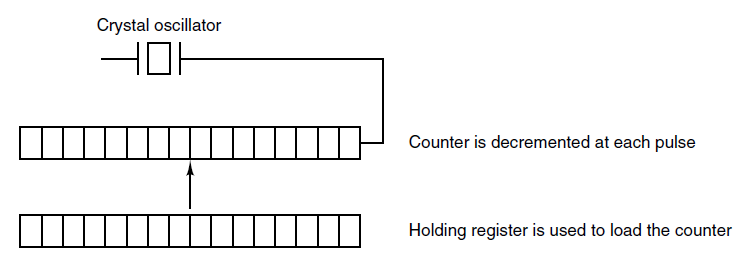 Crystal oscillator
Counter is decremented at each pulse
Holding register is used to load the counter